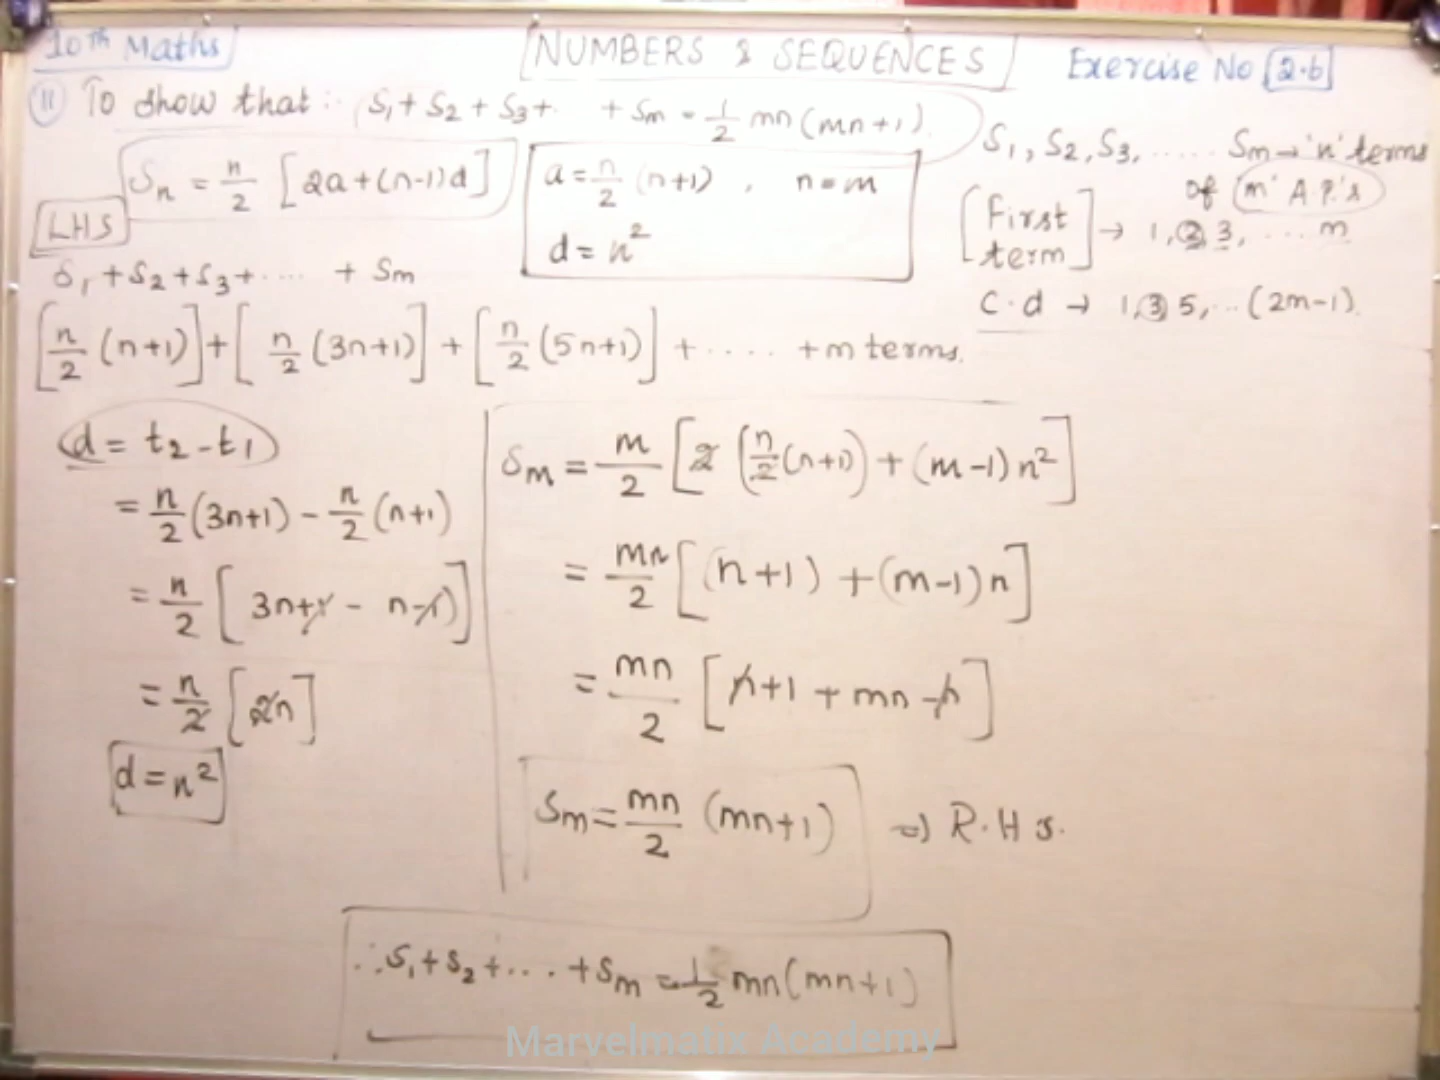 10th Maths
NUMBERS & SEQUENCES
Exercise No 2.6
11 To show that :- S₁ + S₂ + S₃ + .. + Sm = 1/2 mn (mn+1).
S₁, S₂, S₃, ...... Sm → 'n' terms
of 'm' A.P.'s
[First term] → 1, 2, 3, .... m
C.d → 1, 3, 5, ... (2m-1).
Sn = n/2 [2a + (n-1)d]
a = n/2 (n+1), n = m
d = n²
LHS
S₁ + S₂ + S₃ + ..... + Sm
[n/2 (n+1)] + [n/2 (3n+1)] + [n/2 (5n+1)] + ..... + m terms.
d = t₂ - t₁
= n/2 (3n+1) - n/2 (n+1)
= n/2 [3n+1 - n-1)]
= n/2 [2n]
d = n²
Sm = m/2 [2 (n/2 (n+1)) + (m-1) n²]
= mn/2 [(n+1) + (m-1) n]
= mn/2 [n+1 + mn - n]
Sm = mn/2 (mn+1) ⇒ R.H.S.
∴ S₁ + S₂ + .... + Sm = 1/2 mn (mn+1)
Marvelmatix Academy